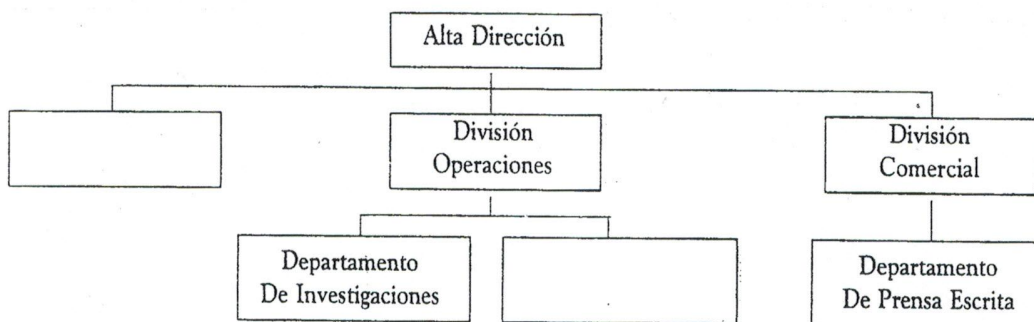 Alta Dirección
División
Operaciones
División
Comercial
Departamento
De Investigaciones
Departamento
De Prensa Escrita